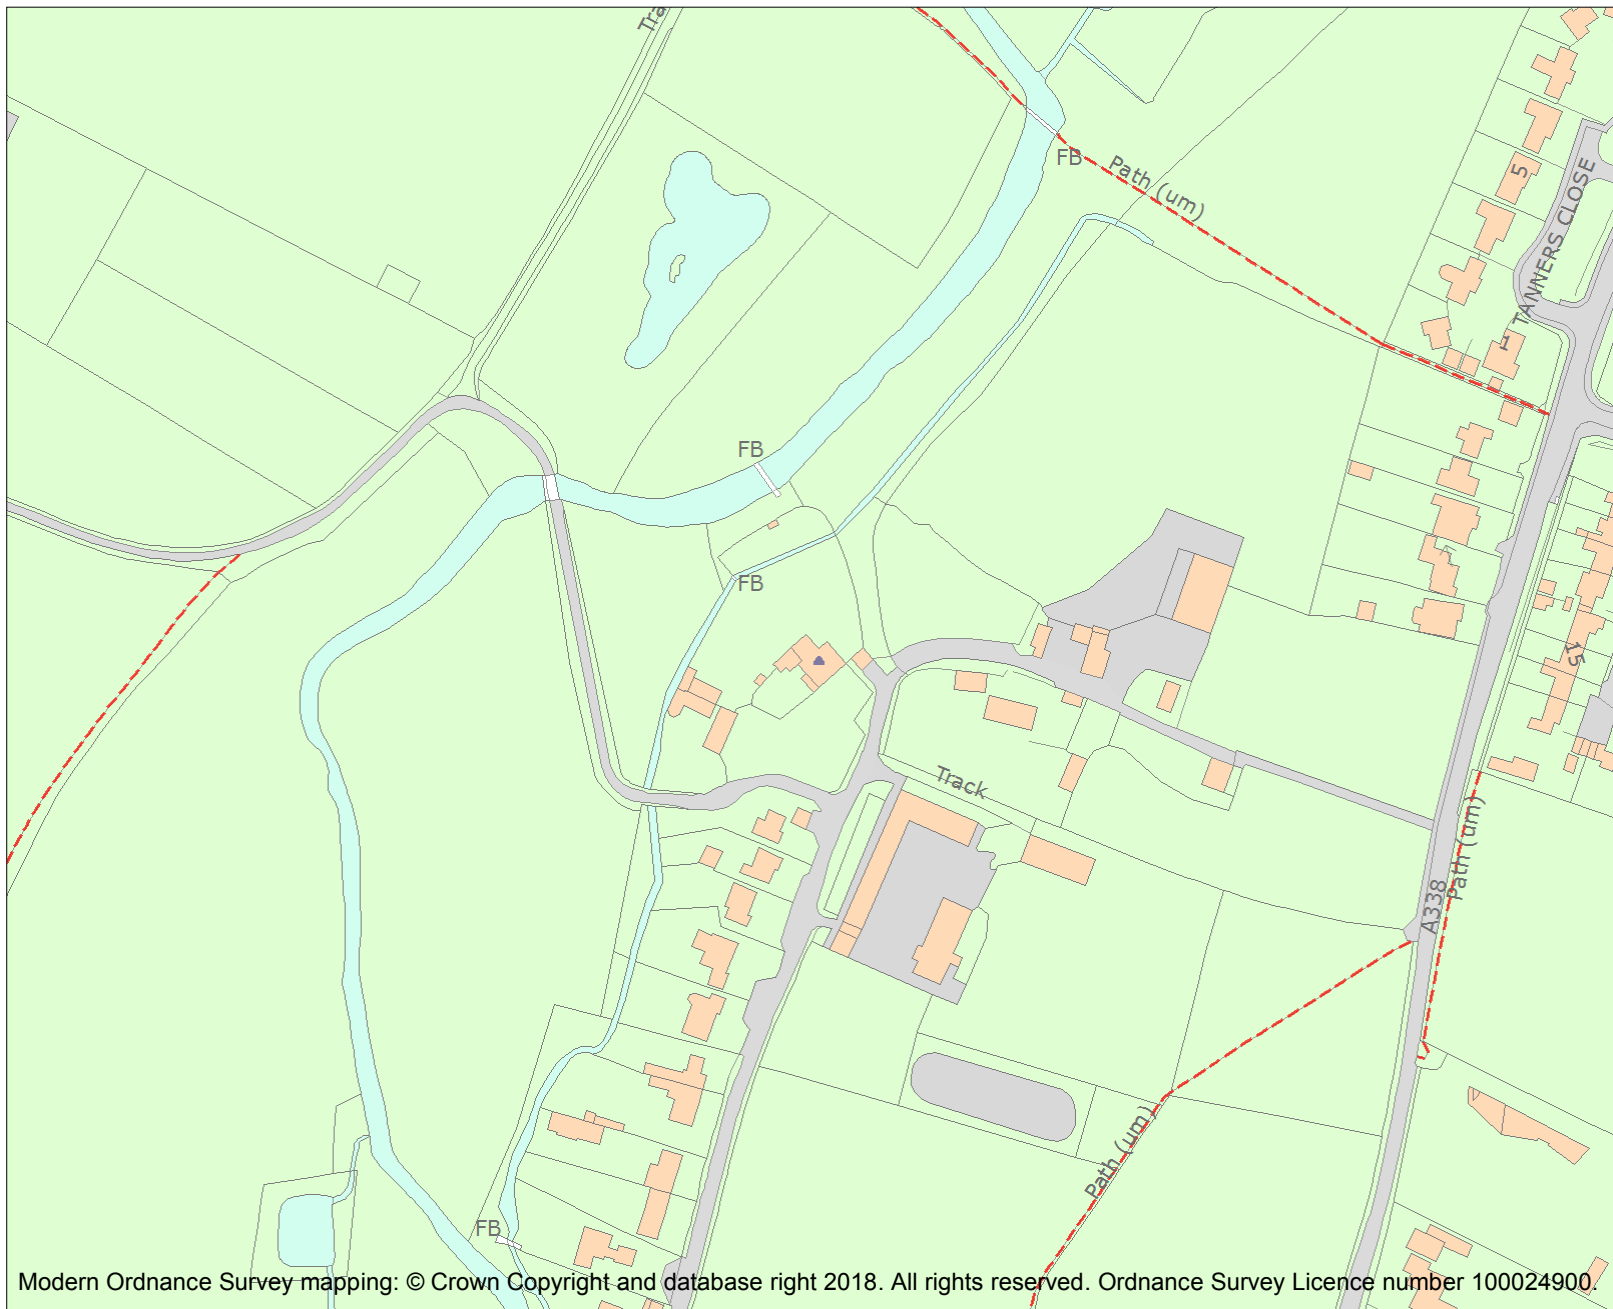 FB
Path (um)
5
TANNERS CLOSE
1
FB
FB
15
Track
Path (um)
A338
Path (um)
FB
Modern Ordnance Survey mapping: © Crown Copyright and database right 2018. All rights reserved. Ordnance Survey Licence number 100024900.